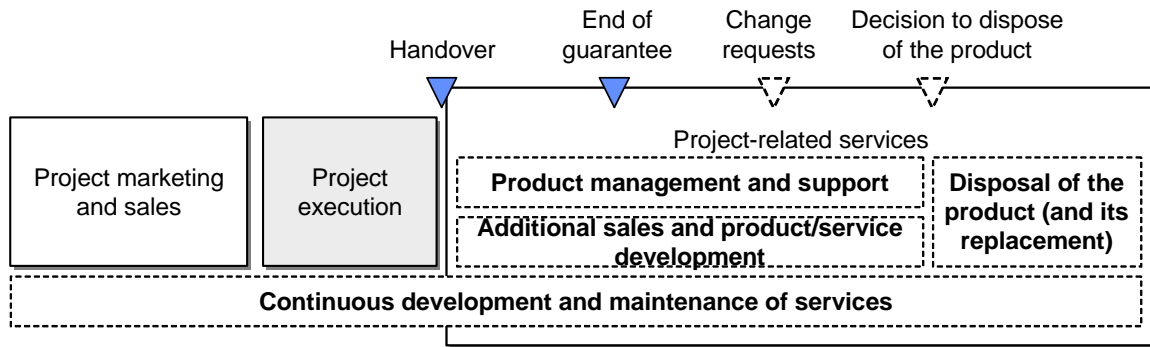 Handover
End of
guarantee
Change
requests
Decision to dispose
of the product
Project marketing
and sales
Project
execution
Project-related services
Product management and support
Additional sales and product/service
development
Disposal of the
product (and its
replacement)
Continuous development and maintenance of services